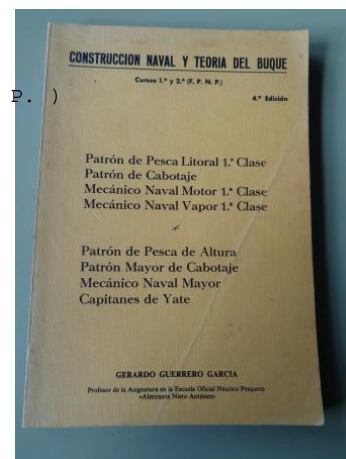 CONSTRUCCION NAVAL Y TEORIA DEL BUQUE
Cursos 1.º y 2.º (F. P. N. P.)
P. )
4.ª Edición
Patrón de Pesca Litoral 1.ª Clase
Patrón de Cabotaje
Mecánico Naval Motor 1.ª Clase
Mecánico Naval Vapor 1.ª Clase
Patrón de Pesca de Altura
Patrón Mayor de Cabotaje
Mecánico Naval Mayor
Capitanes de Yate
GERARDO GUERRERO GARCIA
Profesor de la Asignatura en la Escuela Oficial Náutico Pesquera
«Almirante Nieto Antúnez»